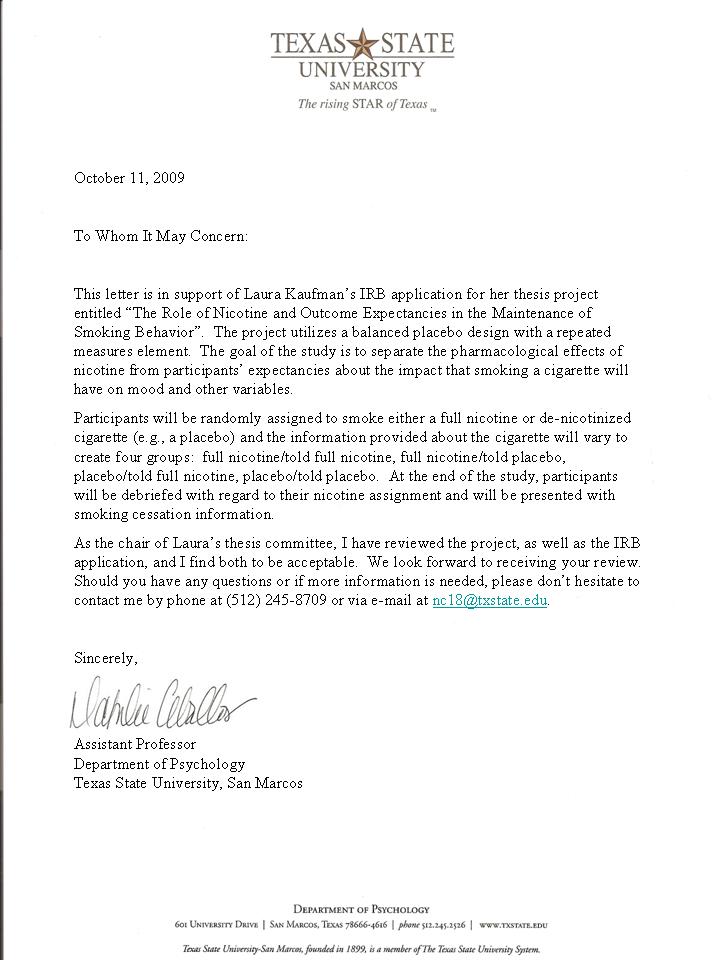 TEXAS STATE
UNIVERSITY
SAN MARCOS
The rising STAR of Texas ™
October 11, 2009
To Whom It May Concern:
This letter is in support of Laura Kaufman’s IRB application for her thesis project
entitled “The Role of Nicotine and Outcome Expectancies in the Maintenance of
Smoking Behavior”.  The project utilizes a balanced placebo design with a repeated
measures element.  The goal of the study is to separate the pharmacological effects of
nicotine from participants’ expectancies about the impact that smoking a cigarette will
have on mood and other variables.
Participants will be randomly assigned to smoke either a full nicotine or de-nicotinized
cigarette (e.g., a placebo) and the information provided about the cigarette will vary to
create four groups:  full nicotine/told full nicotine, full nicotine/told placebo,
placebo/told full nicotine, placebo/told placebo.  At the end of the study, participants
will be debriefed with regard to their nicotine assignment and will be presented with
smoking cessation information.
As the chair of Laura’s thesis committee, I have reviewed the project, as well as the IRB
application, and I find both to be acceptable.  We look forward to receiving your review.
Should you have any questions or if more information is needed, please don’t hesitate to
contact me by phone at (512) 245-8709 or via e-mail at nc18@txstate.edu.
Sincerely,
Natalie Ceballos
Assistant Professor
Department of Psychology
Texas State University, San Marcos
DEPARTMENT OF PSYCHOLOGY
601 UNIVERSITY DRIVE | SAN MARCOS, TEXAS 78666-4616 | phone 512.245.2526 | WWW.TXSTATE.EDU
Texas State University-San Marcos, founded in 1899, is a member of The Texas State University System.